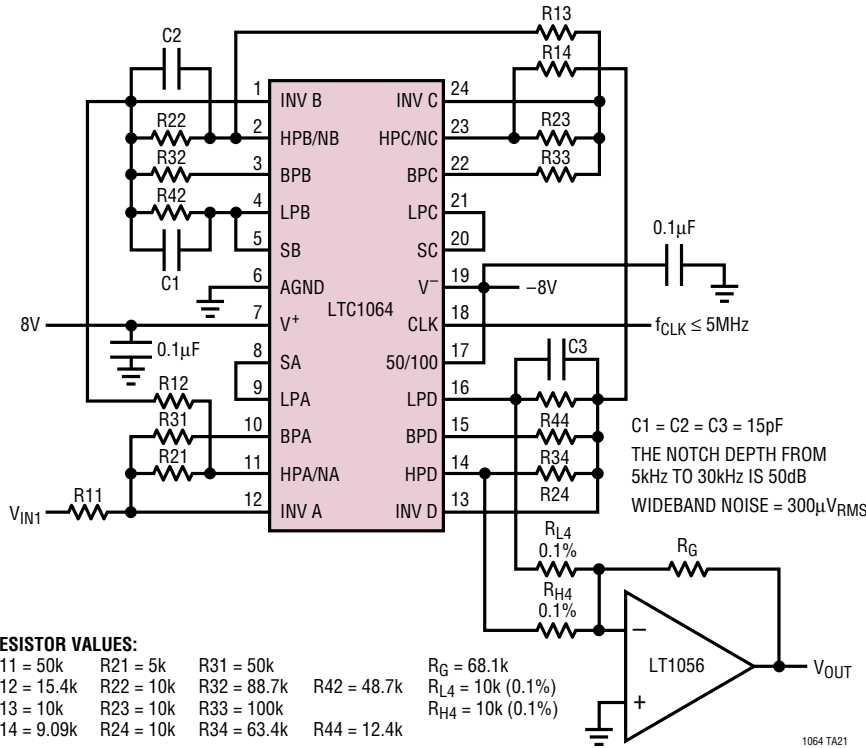 R13
C2
R14
1 INV B INV C 24
R22 2 HPB/NB HPC/NC 23 R23
R32 3 BPB BPC 22 R33
R42 4 LPB LPC 21
5 SB SC 20
C1
0.1µF
6 AGND V– 19 –8V
LTC1064
8V 7 V+ CLK 18 fCLK ≤ 5MHz
0.1µF 8 SA 50/100 17 C3
R12 9 LPA LPD 16
R44
R31 10 BPA BPD 15
R34
R21 11 HPA/NA HPD 14
R24
VIN1 R11 12 INV A INV D 13
C1 = C2 = C3 = 15pF
THE NOTCH DEPTH FROM
5kHz TO 30kHz IS 50dB
WIDEBAND NOISE = 300µVRMS
RL4
0.1%
RG
RH4
0.1%
–
LT1056
VOUT
+
ESISTOR VALUES:
11 = 50k R21 = 5k R31 = 50k RG = 68.1k
12 = 15.4k R22 = 10k R32 = 88.7k R42 = 48.7k RL4 = 10k (0.1%)
13 = 10k R23 = 10k R33 = 100k RH4 = 10k (0.1%)
14 = 9.09k R24 = 10k R34 = 63.4k R44 = 12.4k
1064 TA21